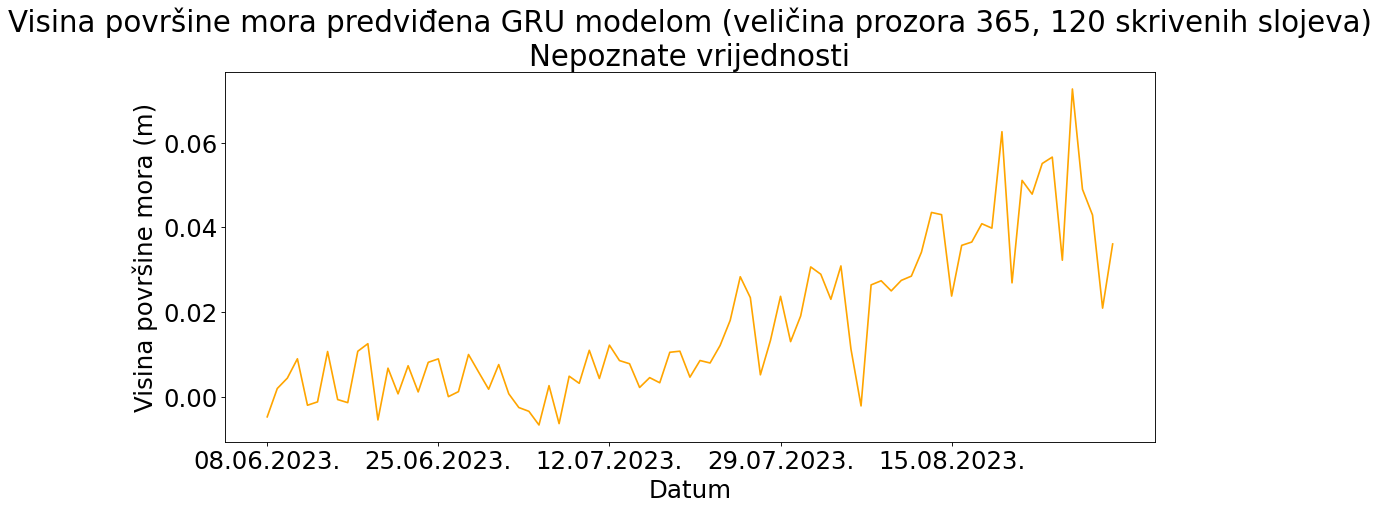 Visina površine mora predviđena GRU modelom (veličina prozora 365, 120 skrivenih slojeva)
Nepoznate vrijednosti
Visina površine mora (m)
0.06
0.04
0.02
0.00
08.06.2023. 25.06.2023. 12.07.2023. 29.07.2023. 15.08.2023.
Datum